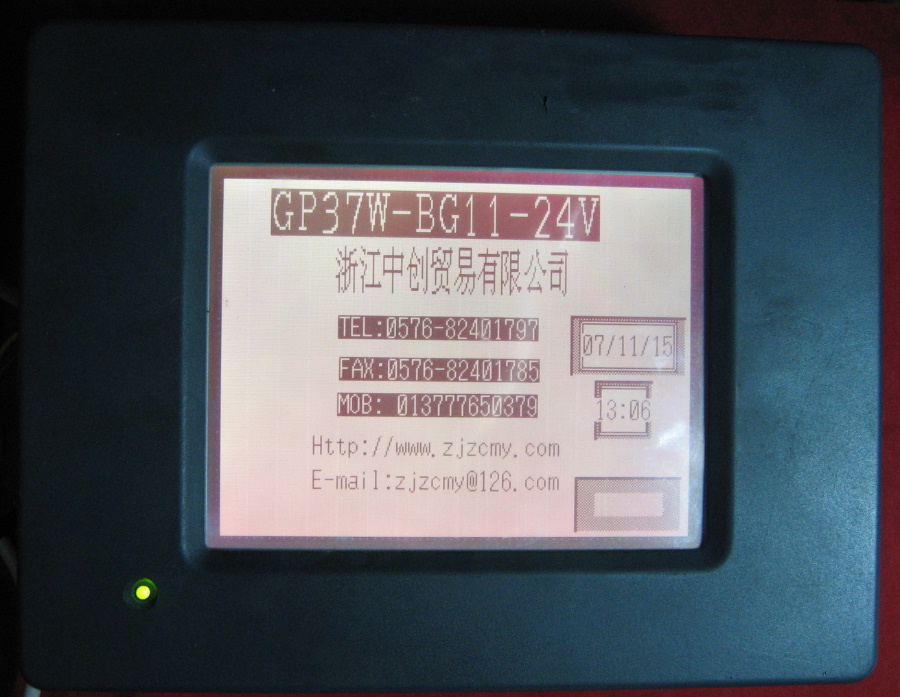 GP37W-BG11-24V
浙江中创贸易有限公司
TEL:0576-82401797
07/11/15
FAX:0576-82401785
MOB: 013777650379
13:06
Http://www.zjzcmy.com
E-mail:zjzcmy@126.com